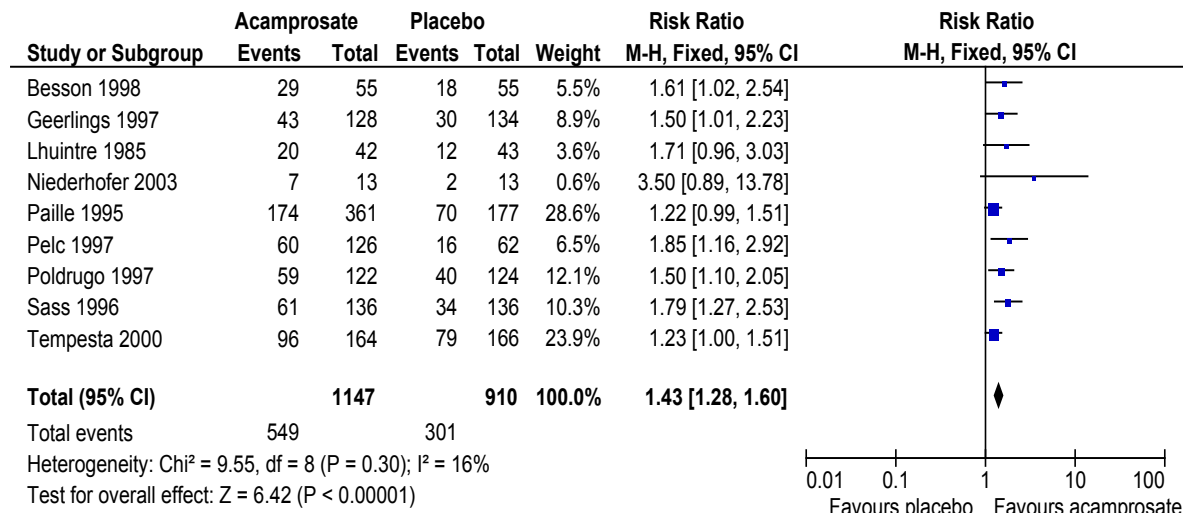 Acamprosate Placebo Risk Ratio Risk Ratio
Study or Subgroup Events Total Events Total Weight M-H, Fixed, 95% CI M-H, Fixed, 95% CI
Besson 1998 29 55 18 55 5.5% 1.61 [1.02, 2.54]
Geerlings 1997 43 128 30 134 8.9% 1.50 [1.01, 2.23]
Lhuintre 1985 20 42 12 43 3.6% 1.71 [0.96, 3.03]
Niederhofer 2003 7 13 2 13 0.6% 3.50 [0.89, 13.78]
Paille 1995 174 361 70 177 28.6% 1.22 [0.99, 1.51]
Pelc 1997 60 126 16 62 6.5% 1.85 [1.16, 2.92]
Poldrugo 1997 59 122 40 124 12.1% 1.50 [1.10, 2.05]
Sass 1996 61 136 34 136 10.3% 1.79 [1.27, 2.53]
Tempesta 2000 96 164 79 166 23.9% 1.23 [1.00, 1.51]
Total (95% CI) 1147 910 100.0% 1.43 [1.28, 1.60]
Total events 549 301
Heterogeneity: Chi² = 9.55, df = 8 (P = 0.30); I² = 16%
Test for overall effect: Z = 6.42 (P < 0.00001)
0.01 0.1 1 10 100
Favours placebo Favours acamprosate